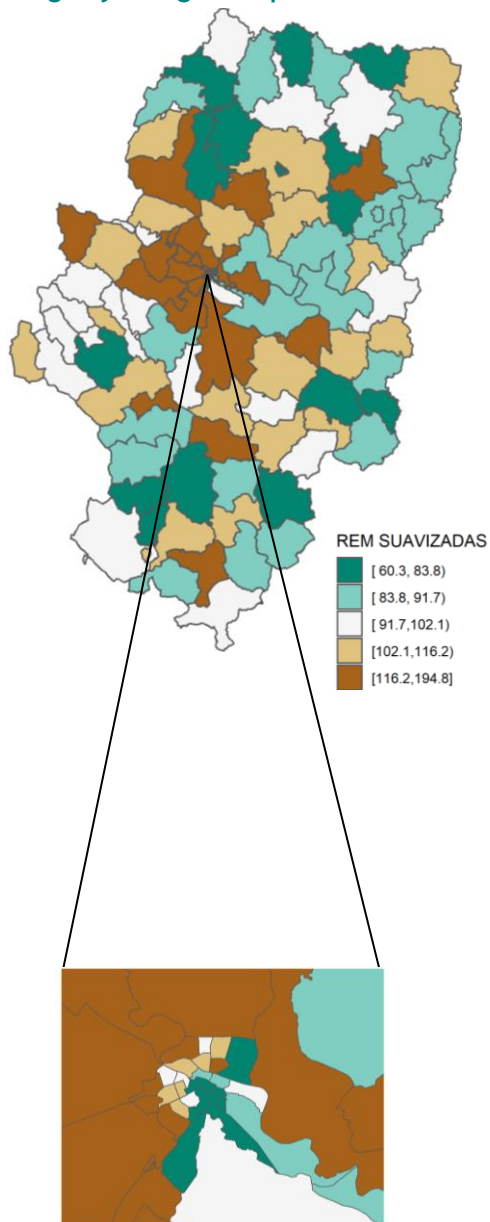 REM SUAVIZADAS
[ 60.3, 83.8)
[ 83.8, 91.7)
[ 91.7,102.1)
[102.1,116.2)
[116.2,194.8]